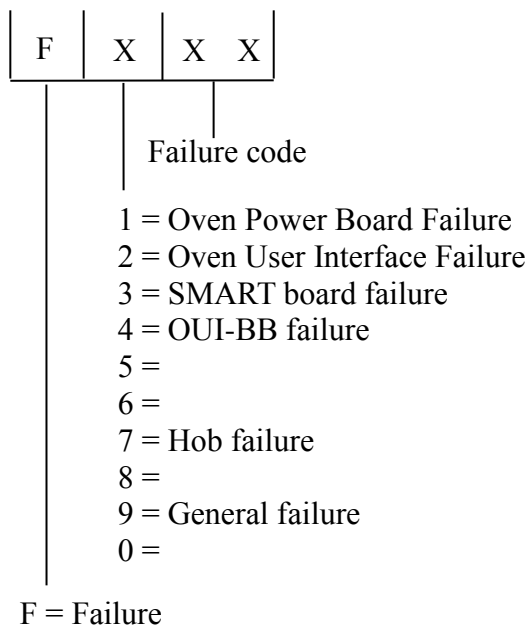 F X X X
Failure code
1 = Oven Power Board Failure
2 = Oven User Interface Failure
3 = SMART board failure
4 = OUI-BB failure
5 =
6 =
7 = Hob failure
8 =
9 = General failure
0 =
F = Failure